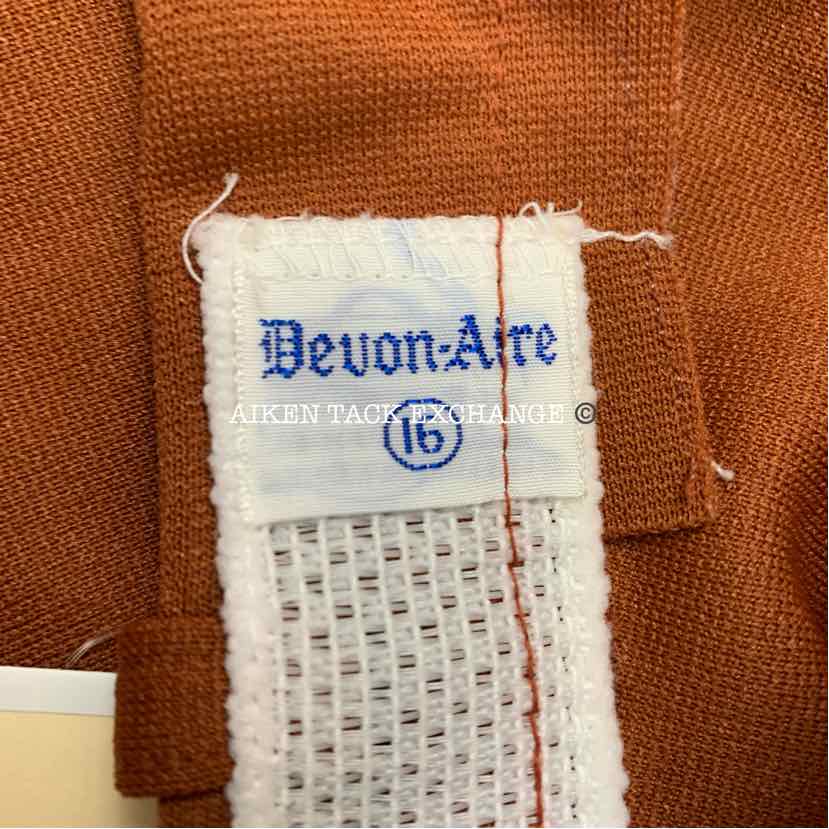 Devon-Aire
AIKEN TACK EXCHANGE ©
16